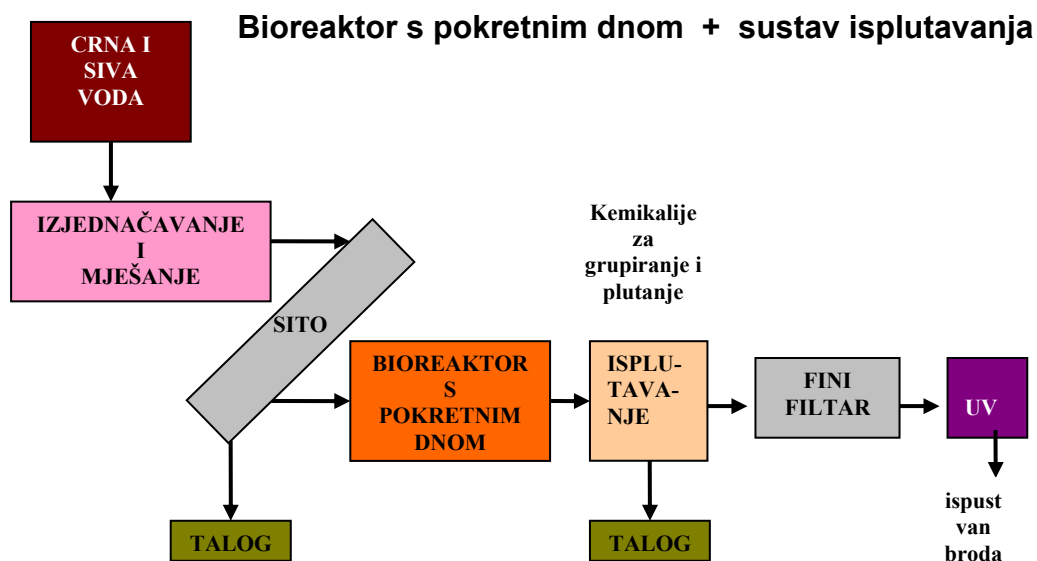 Bioreaktor s pokretnim dnom + sustav isplutavanja
CRNA I
SIVA
VODA
IZJEDNAČAVANJE
I
MJEŠANJE
SITO
Kemikalije
za
grupiranje i
plutanje
BIOREAKTOR
S
POKRETNIM
DNOM
ISPLU-
TAVA-
NJE
FINI
FILTAR
UV
TALOG
TALOG
ispust
van
broda